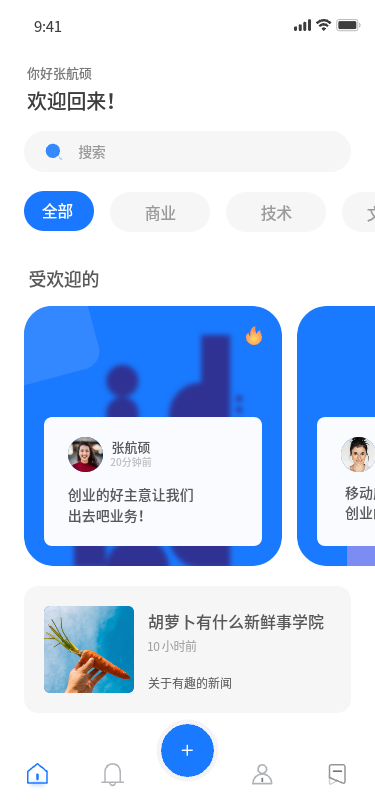 9:41
你好张航硕
欢迎回来!
搜索
全部
商业
技术
受欢迎的
张航硕
20分钟前
创业的好主意让我们
出去吧业务!
移动
创业
胡萝卜有什么新鲜事学院
10 小时前
关于有趣的新闻